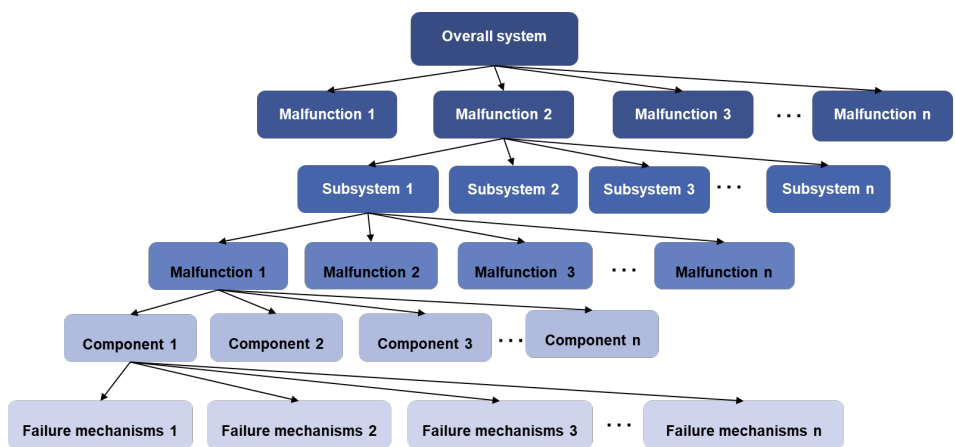 Overall system
Malfunction 1 Malfunction 2 Malfunction 3 ... Malfunction n
Subsystem 1 Subsystem 2 Subsystem 3 ... Subsystem n
Malfunction 1 Malfunction 2 Malfunction 3 ... Malfunction n
Component 1 Component 2 Component 3 ... Component n
Failure mechanisms 1 Failure mechanisms 2 Failure mechanisms 3 ... Failure mechanisms n